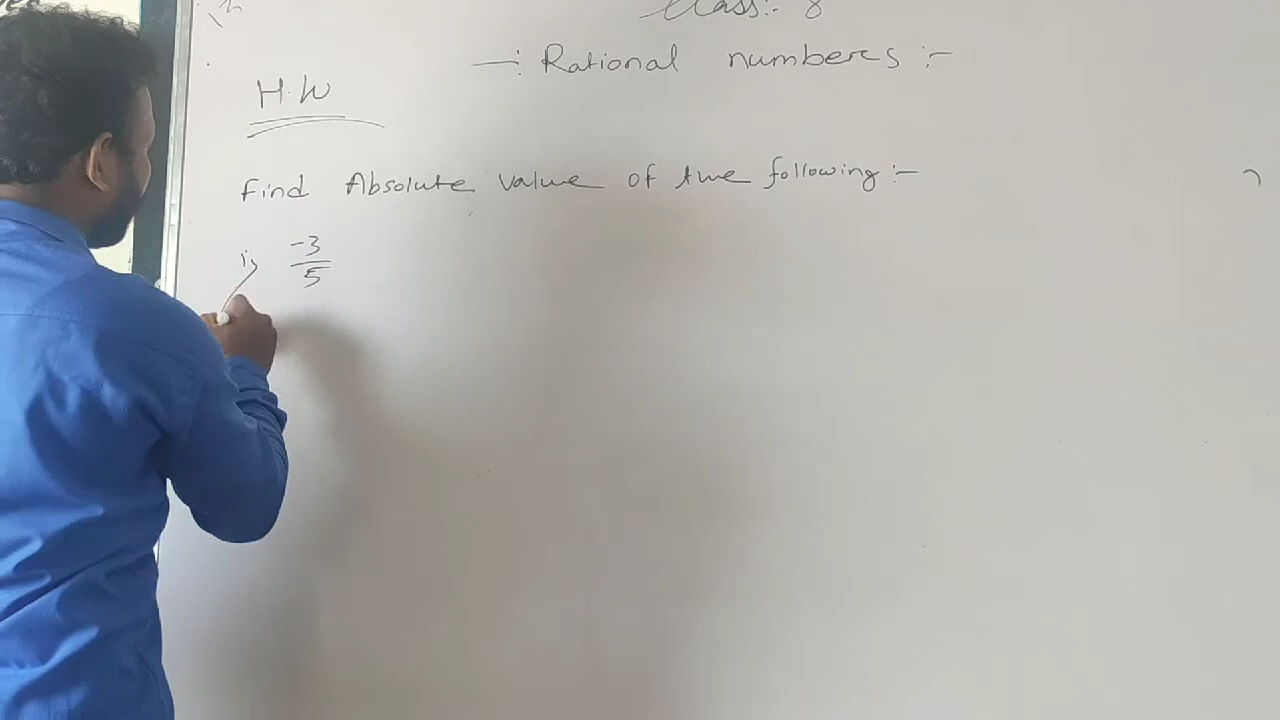 Class:- 8
-: Rational numbers :-
H.W
Find Absolute value of the following :-
i) -3/5